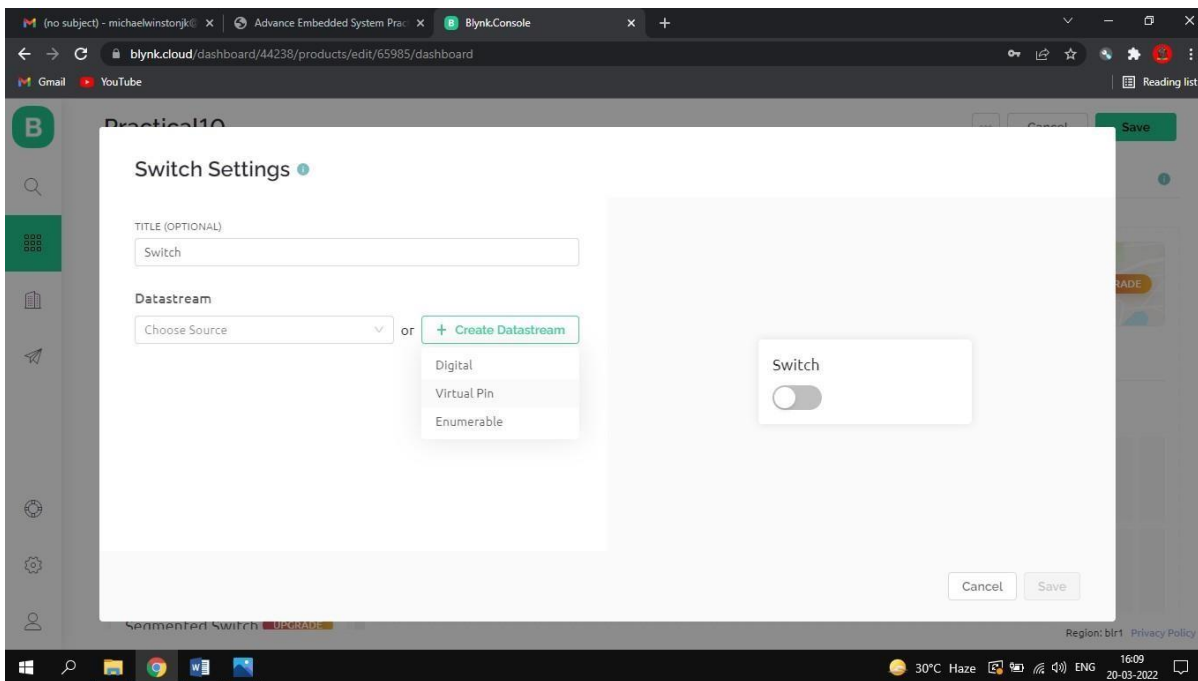 (no subject) - michaelwinstonjk
Advance Embedded System Prac
Blynk.Console
blynk.cloud/dashboard/44238/products/edit/65985/dashboard
Gmail
YouTube
Reading list
B
Practical10
Cancel
Save
Switch Settings
TITLE (OPTIONAL)
Switch
Datastream
Choose Source
or
+ Create Datastream
Digital
Virtual Pin
Enumerable
Switch
Cancel
Save
Segmented Switch
UPGRADE
Region: blr1 Privacy Policy
30°C Haze
ENG
16:09
20-03-2022